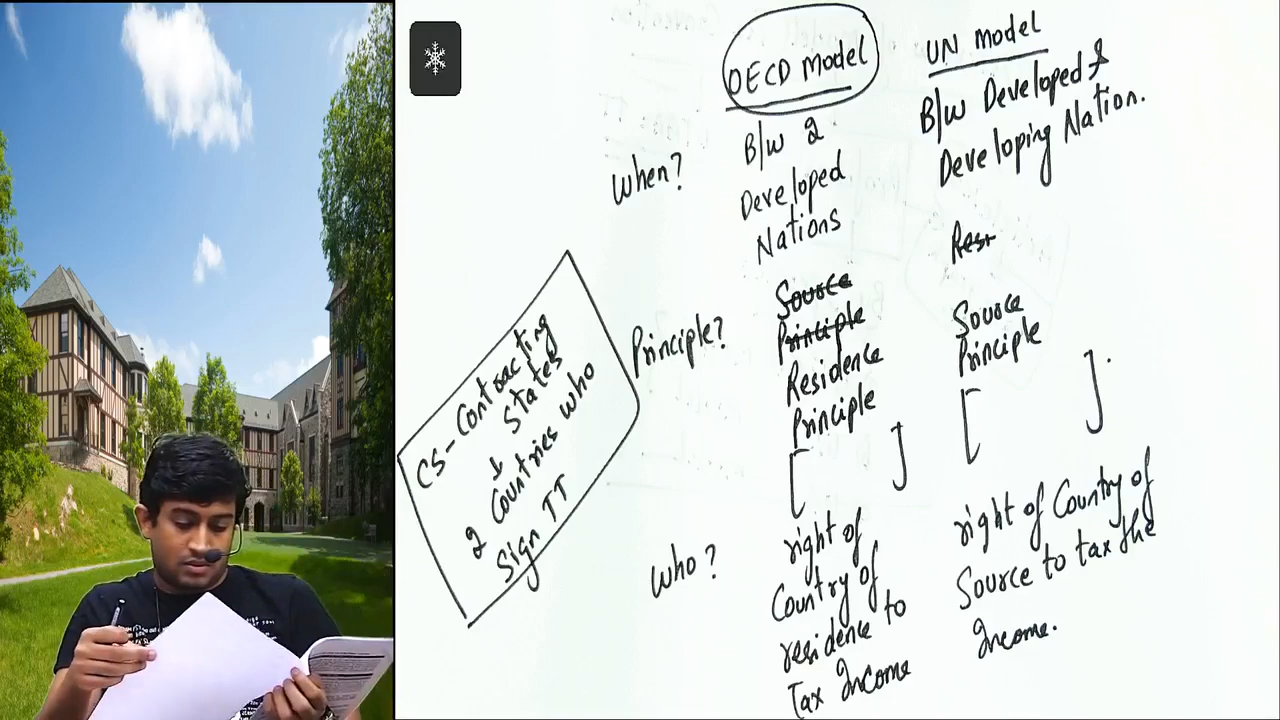 OECD Model
UN Model
When?
B/w 2
Developed
Nations
B/w Developed &
Developing Nation.
Principle?
Source
Principle
Residence
Principle
Resr
Source
Principle
[ ]
[ ].
CS-Contracting
States
↓
2 Countries who
Sign TT
Who?
right of
Country of
residence to
Tax Income
right of Country of
Source to tax the
Income.